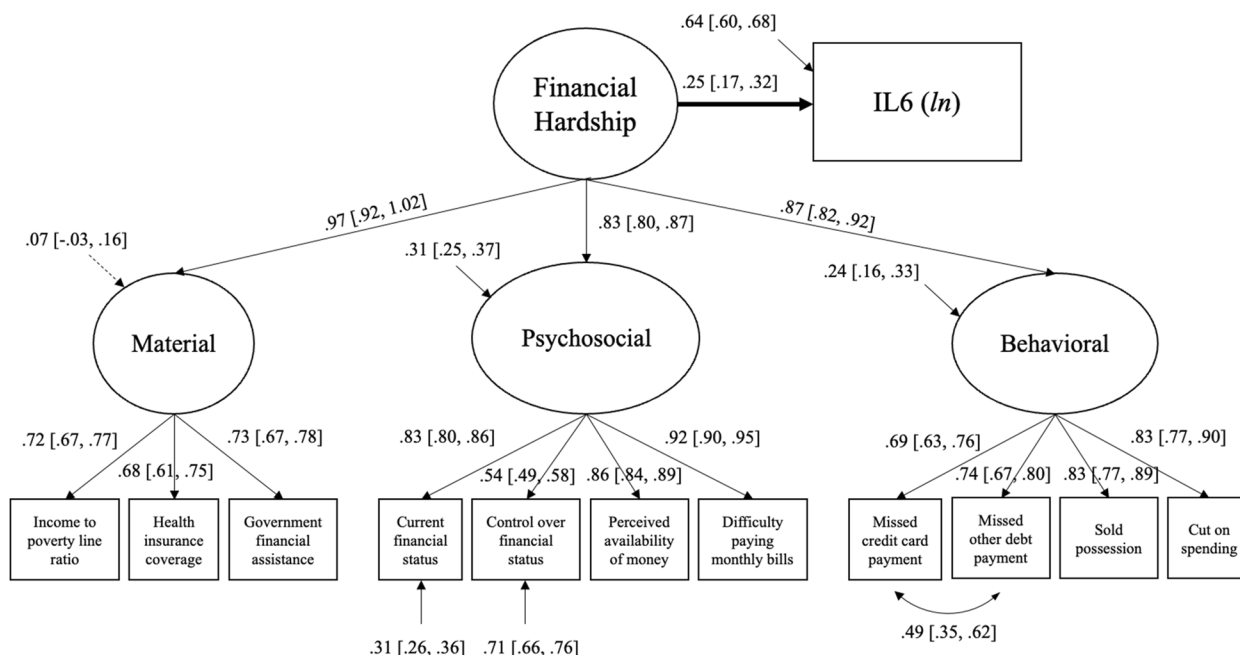 .64 [.60, .68]
Financial
Hardship
.25 [.17, .32]
IL6 (ln)
.97 [.92, 1.02]
.83 [.80, .87]
.87 [.82, .92]
.07 [-.03, .16]
.31 [.25, .37]
.24 [.16, .33]
Material
Psychosocial
Behavioral
.72 [.67, .77]
.68 [.61, .75]
.73 [.67, .78]
.83 [.80, .86]
.54 [.49, .58]
.86 [.84, .89]
.92 [.90, .95]
.69 [.63, .76]
.74 [.67, .80]
.83 [.77, .89]
.83 [.77, .90]
Income to
poverty line
ratio
Health
insurance
coverage
Government
financial
assistance
Current
financial
status
Control over
financial
status
Perceived
availability
of money
Difficulty
paying
monthly bills
Missed
credit card
payment
Missed
other debt
payment
Sold
possession
Cut on
spending
.31 [.26, .36]
.71 [.66, .76]
.49 [.35, .62]